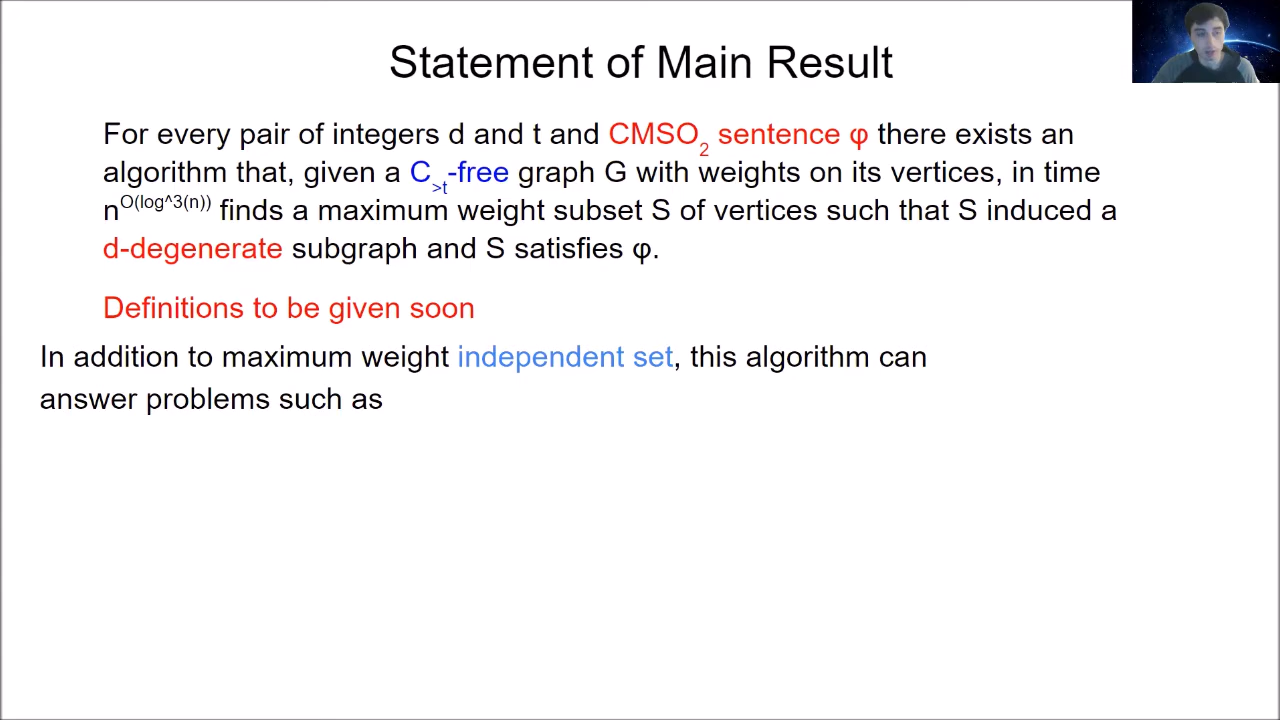 Statement of Main Result
For every pair of integers d and t and CMSO₂ sentence φ there exists an
algorithm that, given a C>t-free graph G with weights on its vertices, in time
nO(log^3(n)) finds a maximum weight subset S of vertices such that S induced a
d-degenerate subgraph and S satisfies φ.
Definitions to be given soon
In addition to maximum weight independent set, this algorithm can
answer problems such as